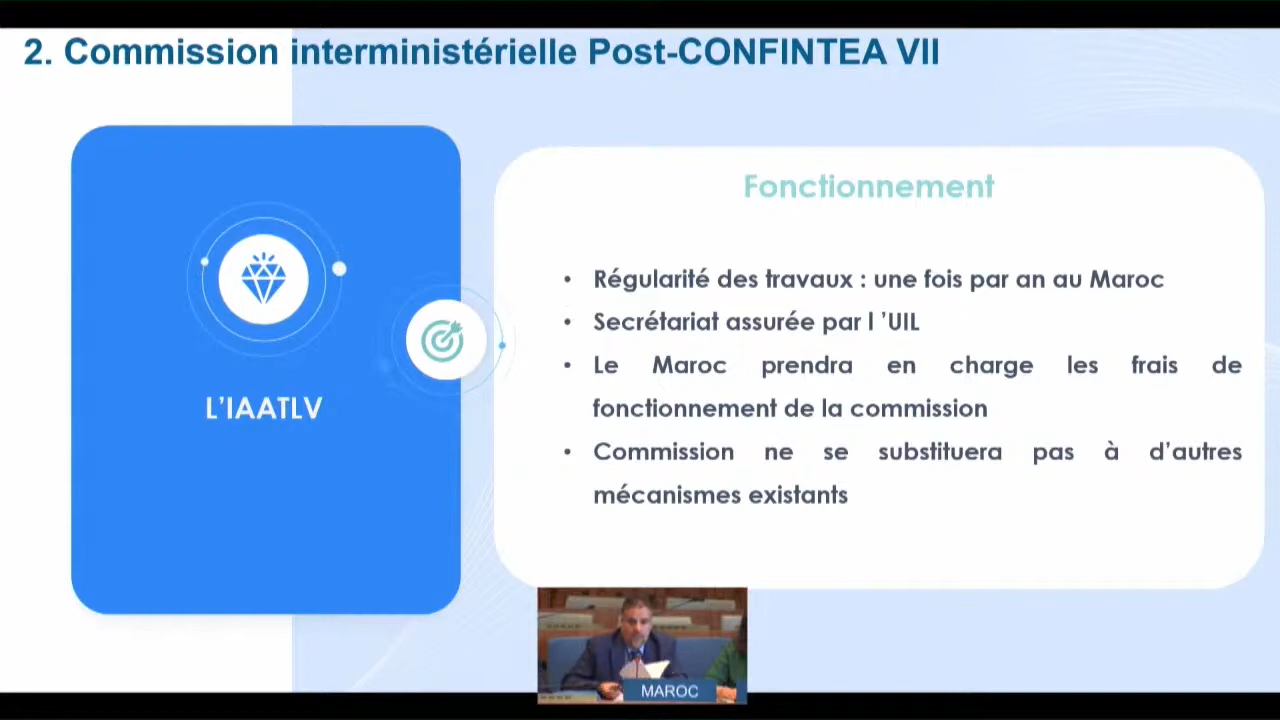 2. Commission interministérielle Post-CONFINTEA VII
L’IAATLV
Fonctionnement
• Régularité des travaux : une fois par an au Maroc
• Secrétariat assurée par l ’UIL
• Le Maroc prendra en charge les frais de
fonctionnement de la commission
• Commission ne se substituera pas à d’autres
mécanismes existants
MAROC